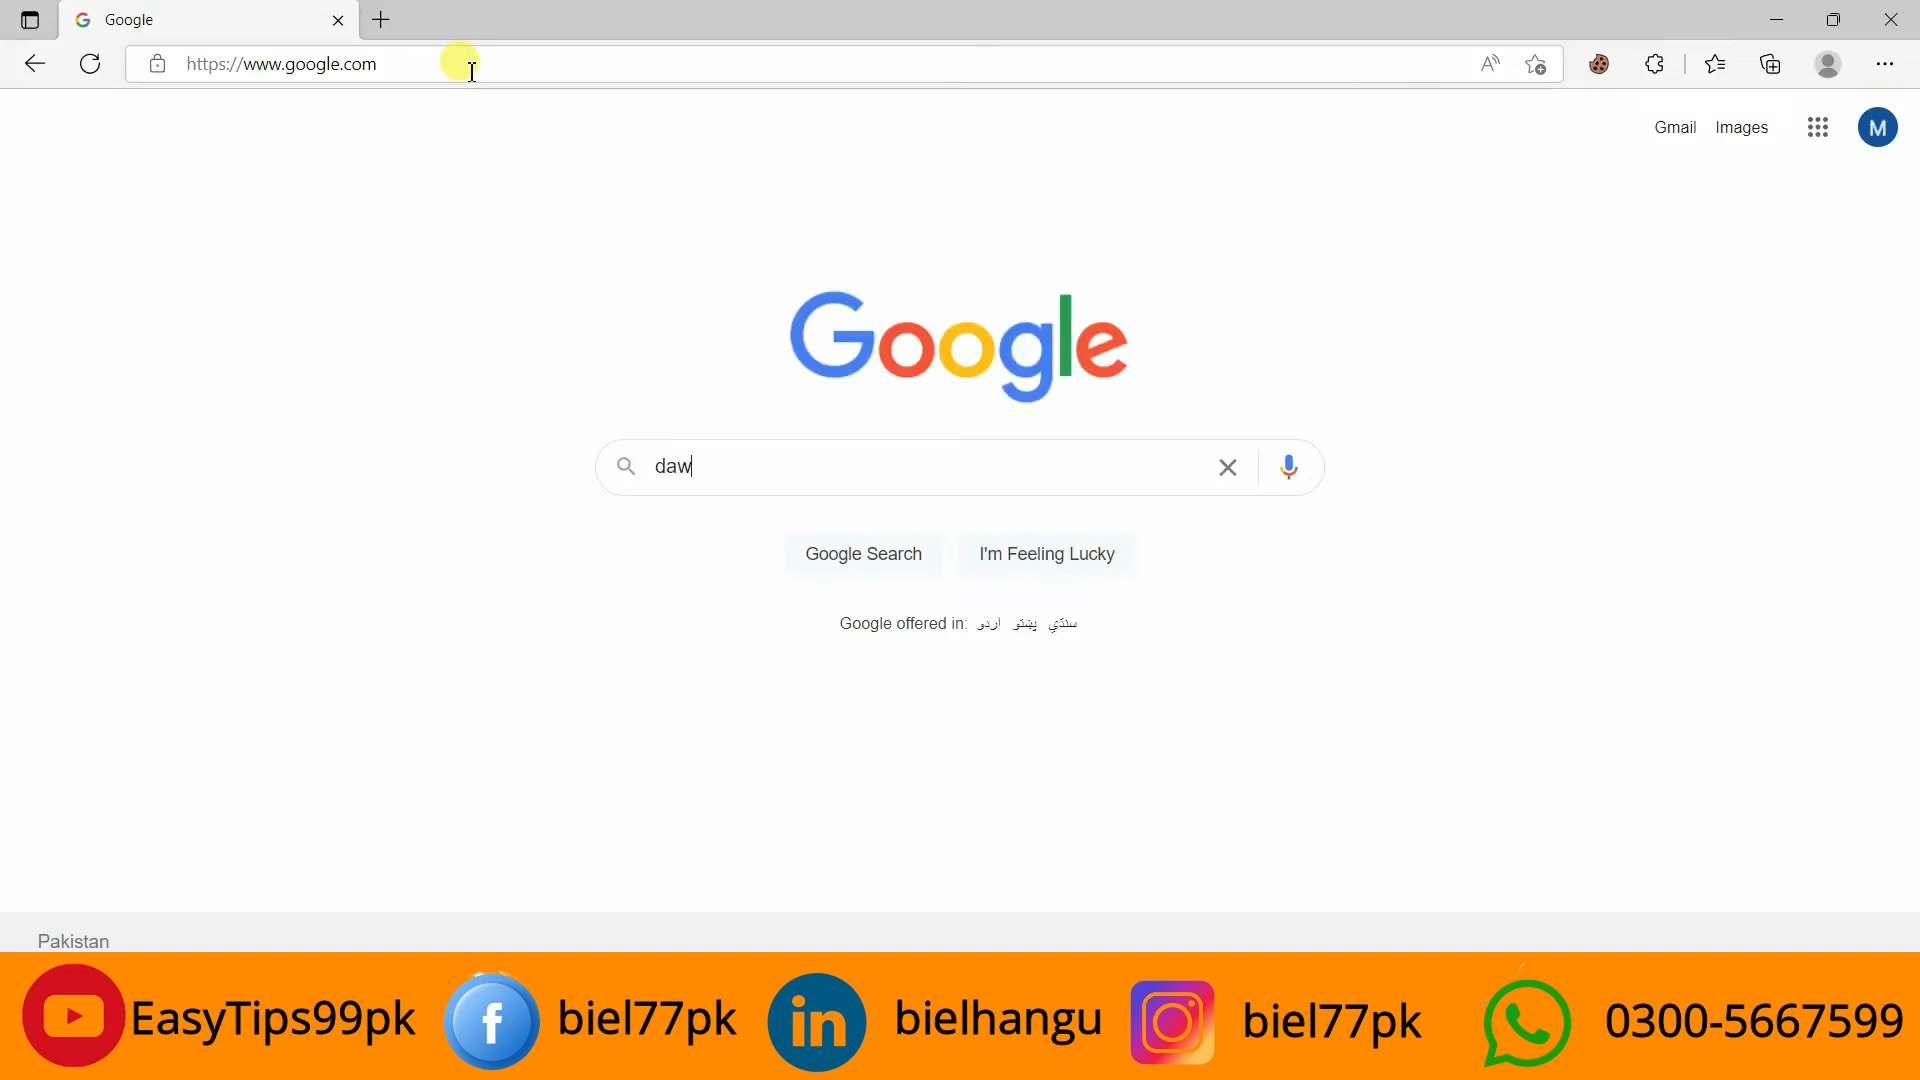 Google
https://www.google.com
Gmail Images
M
Google
daw
Google Search I'm Feeling Lucky
Google offered in: اردو پښتو سنڌي
Pakistan
EasyTips99pk biel77pk bielhangu biel77pk 0300-5667599